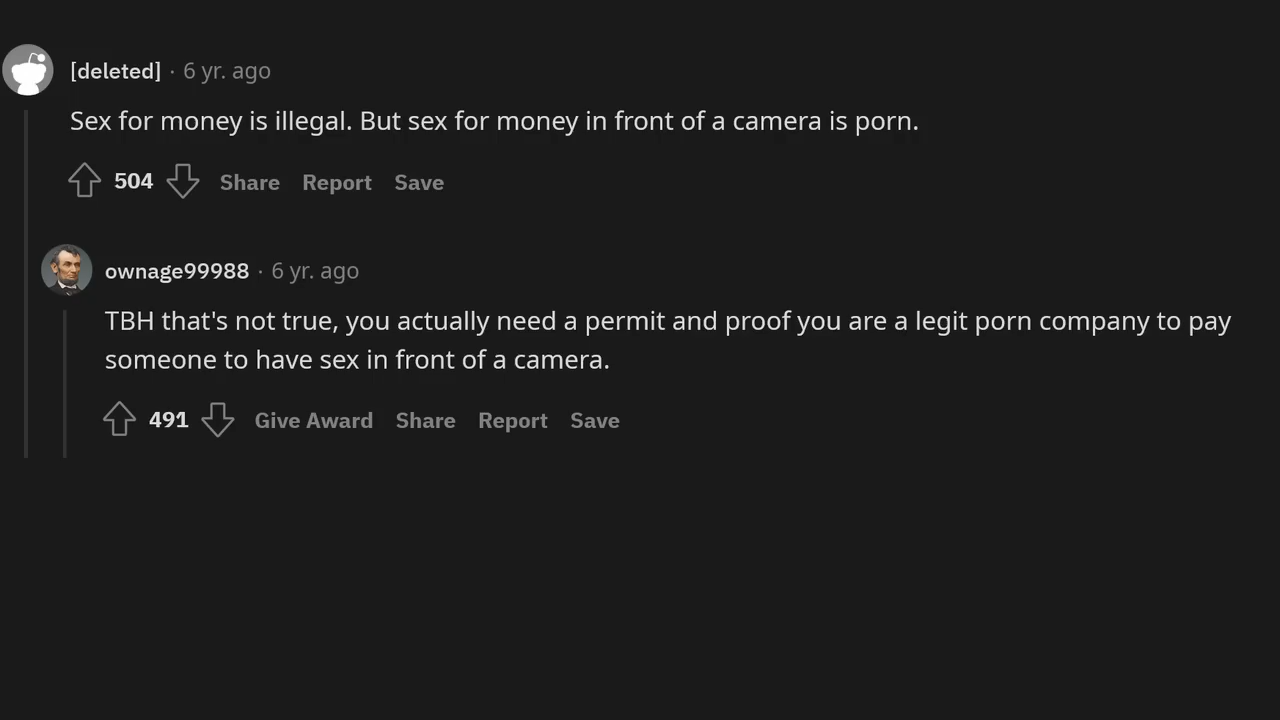 [deleted] · 6 yr. ago
Sex for money is illegal. But sex for money in front of a camera is porn.
504 Share Report Save
ownage99988 · 6 yr. ago
TBH that's not true, you actually need a permit and proof you are a legit porn company to pay
someone to have sex in front of a camera.
491 Give Award Share Report Save